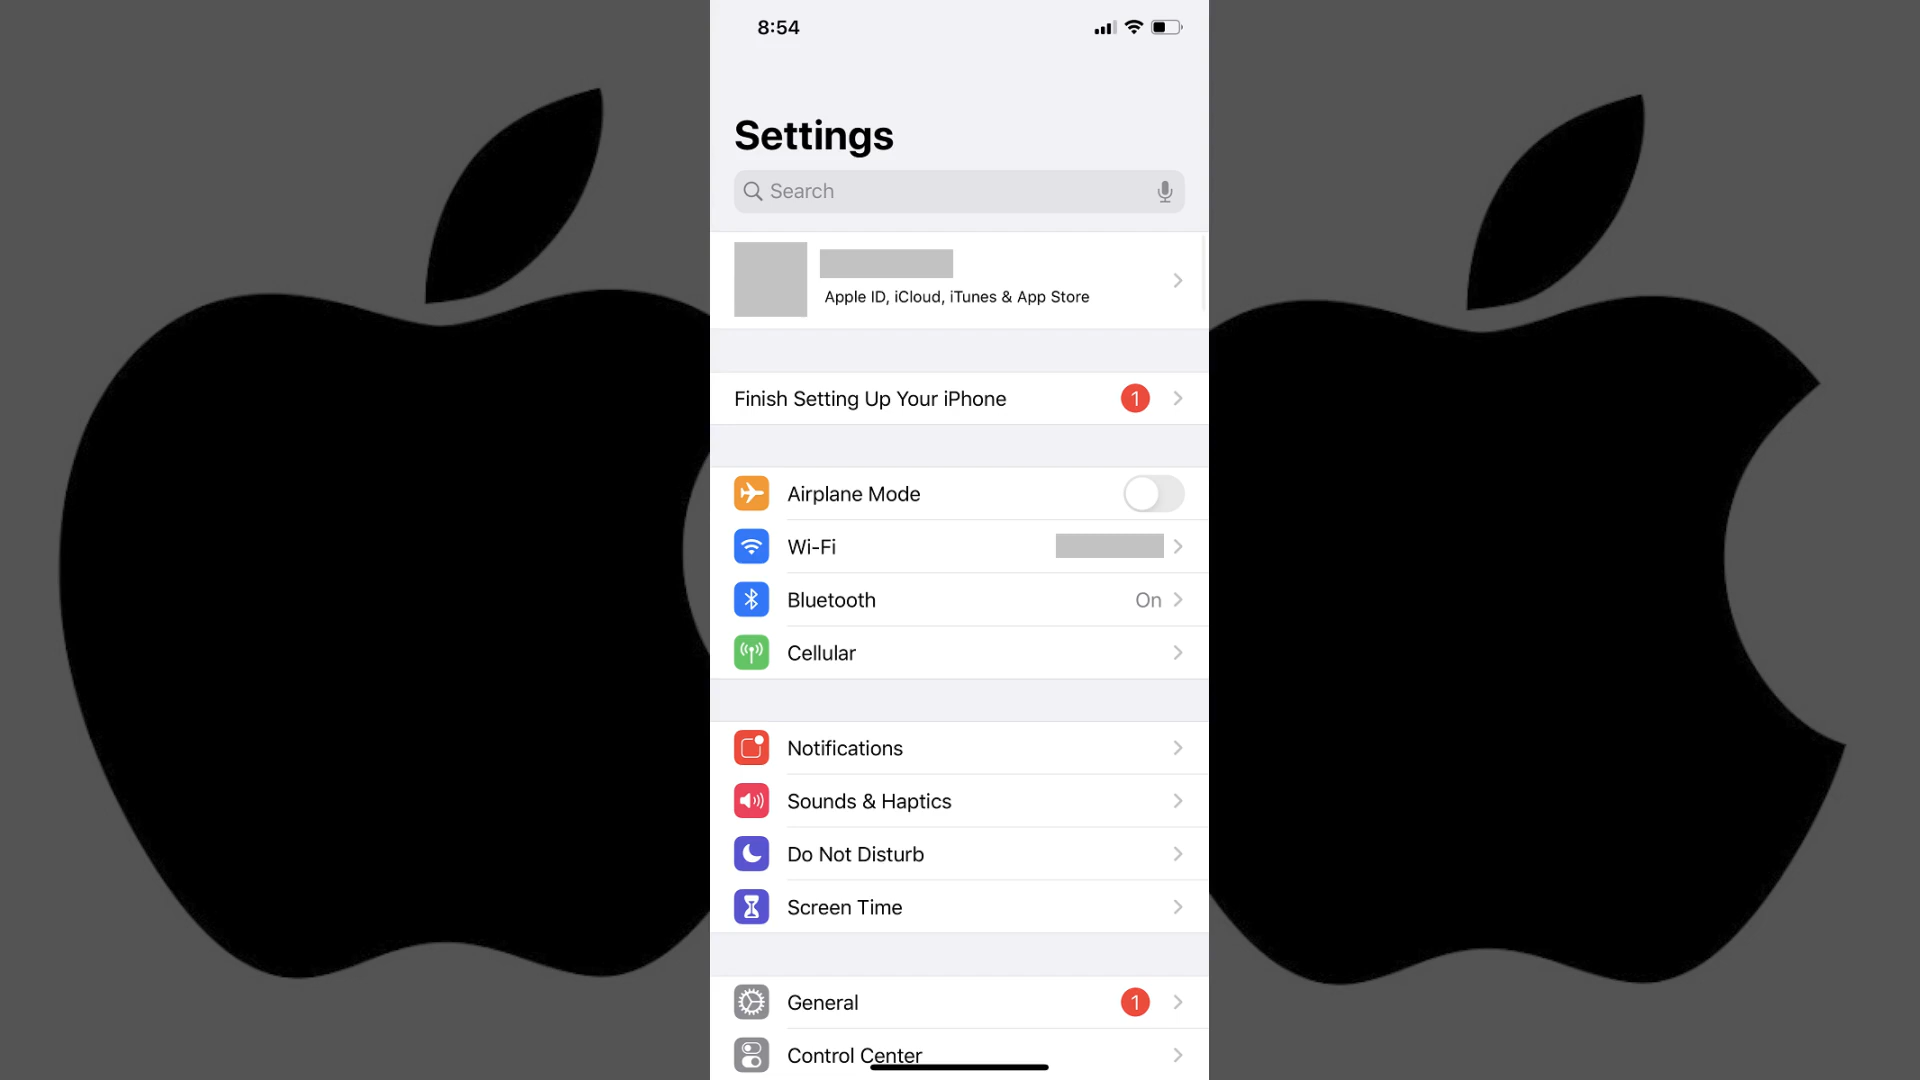 8:54
Settings
Search
Apple ID, iCloud, iTunes & App Store
Finish Setting Up Your iPhone 1
Airplane Mode
Wi-Fi
Bluetooth On
Cellular
Notifications
Sounds & Haptics
Do Not Disturb
Screen Time
General 1
Control Center